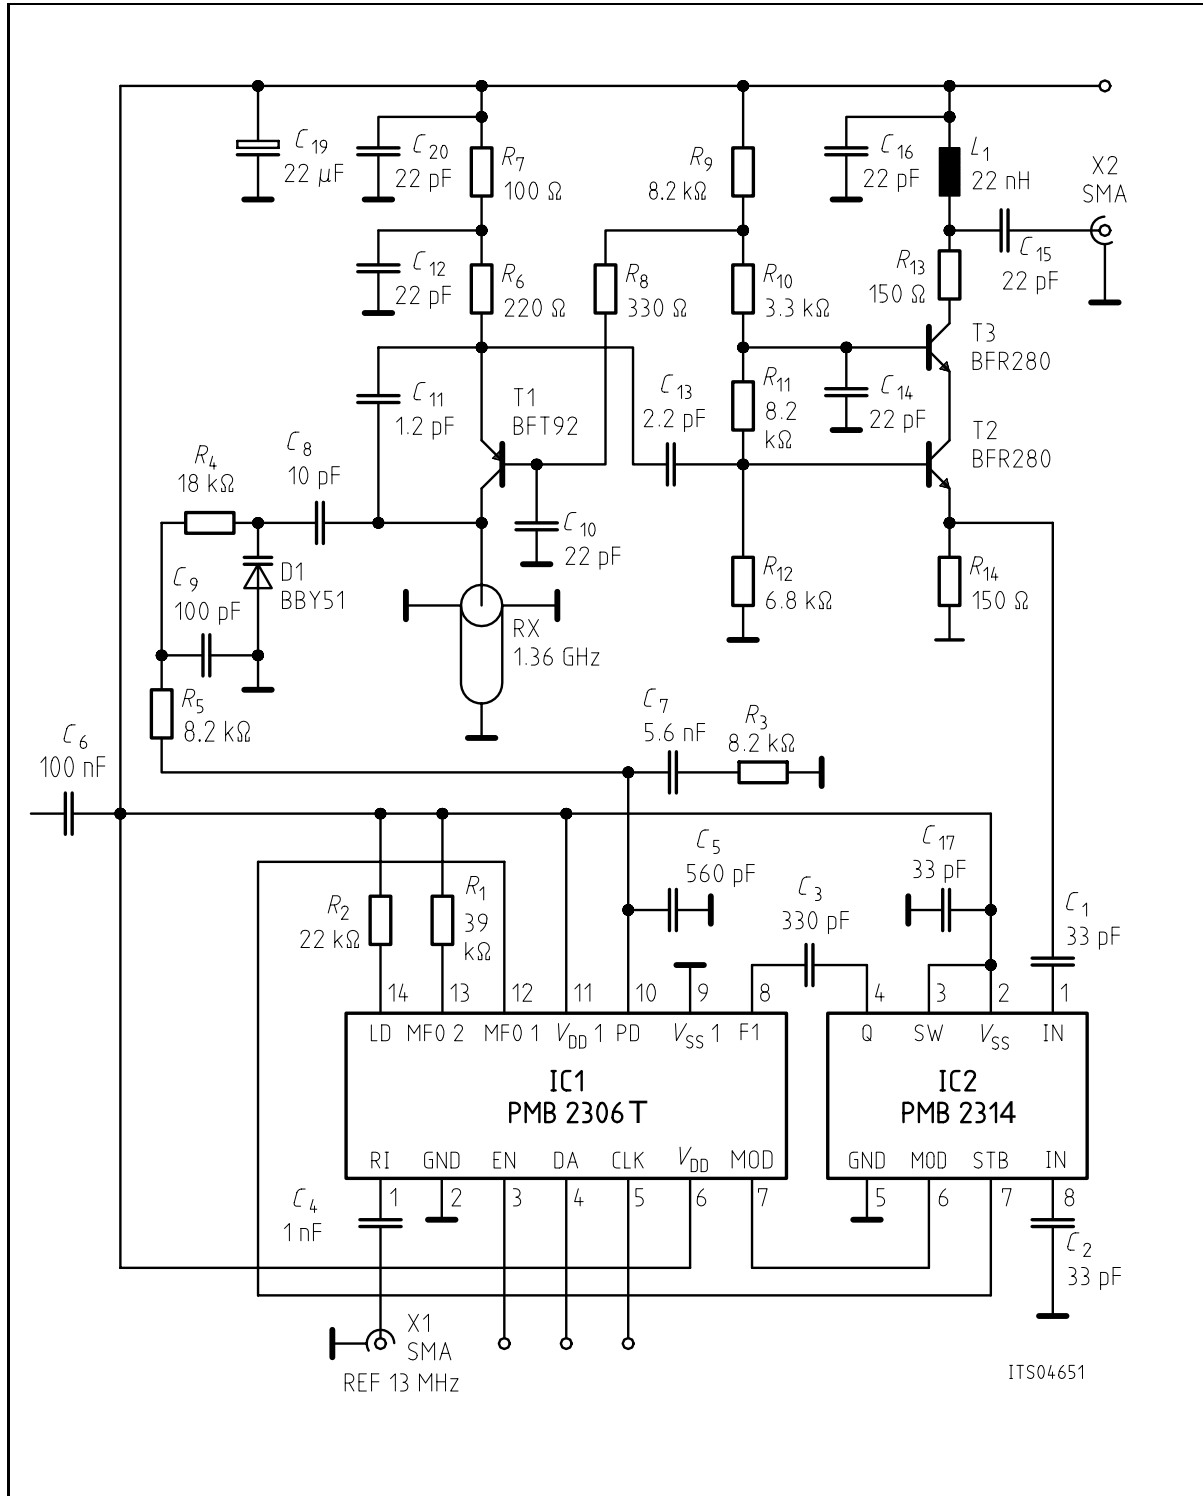 C19
22 µF
C20
22 pF
R7
100 Ω
R9
8.2 kΩ
C16
22 pF
L1
22 nH
X2
SMA
C12
22 pF
R6
220 Ω
R8
330 Ω
R10
3.3 kΩ
R13
150 Ω
C15
22 pF
T3
BFR280
C11
1.2 pF
T1
BFT92
C13
2.2 pF
R11
8.2
kΩ
C14
22 pF
T2
BFR280
R4
18 kΩ
C8
10 pF
C10
22 pF
C9
100 pF
D1
BBY51
R12
6.8 kΩ
R14
150 Ω
RX
1.36 GHz
R5
8.2 kΩ
C7
5.6 nF
R3
8.2 kΩ
C6
100 nF
C5
560 pF
C17
33 pF
R2
22 kΩ
R1
39
kΩ
C3
330 pF
C1
33 pF
14 13 12 11 10 9 8
4 3 2 1
LD MFO 2 MFO 1 VDD 1 PD VSS 1 F1
Q SW VSS IN
IC1
PMB 2306 T
IC2
PMB 2314
RI GND EN DA CLK VDD MOD
GND MOD STB IN
1 2 3 4 5 6 7
5 6 7 8
C4
1 nF
C2
33 pF
X1
SMA
REF 13 MHz
ITS04651